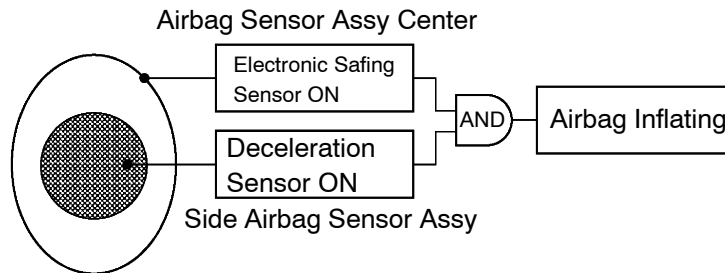 Airbag Sensor Assy Center
Electronic Safing
Sensor ON
AND
Airbag Inflating
Deceleration
Sensor ON
Side Airbag Sensor Assy